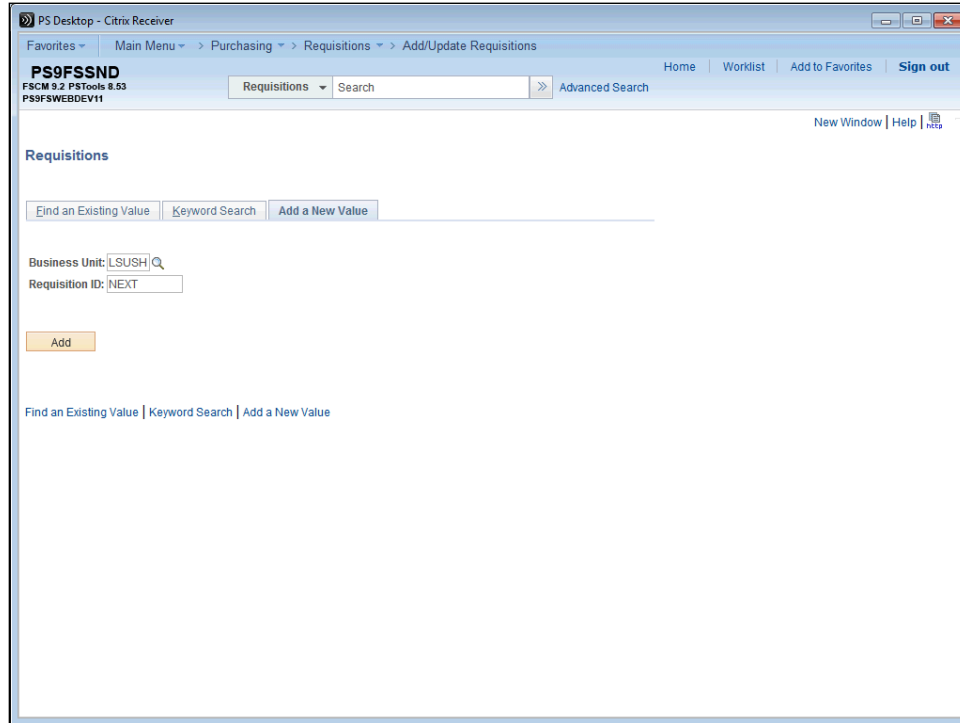 PS Desktop - Citrix Receiver
Favorites Main Menu > Purchasing > Requisitions > Add/Update Requisitions
PS9FSSND
FSCM 9.2 PSTools 8.53
PS9FSWEBDEV11
Home Worklist Add to Favorites Sign out
Requisitions Search » Advanced Search
New Window | Help | http
Requisitions
Find an Existing Value Keyword Search Add a New Value
Business Unit: LSUSH
Requisition ID: NEXT
Add
Find an Existing Value | Keyword Search | Add a New Value